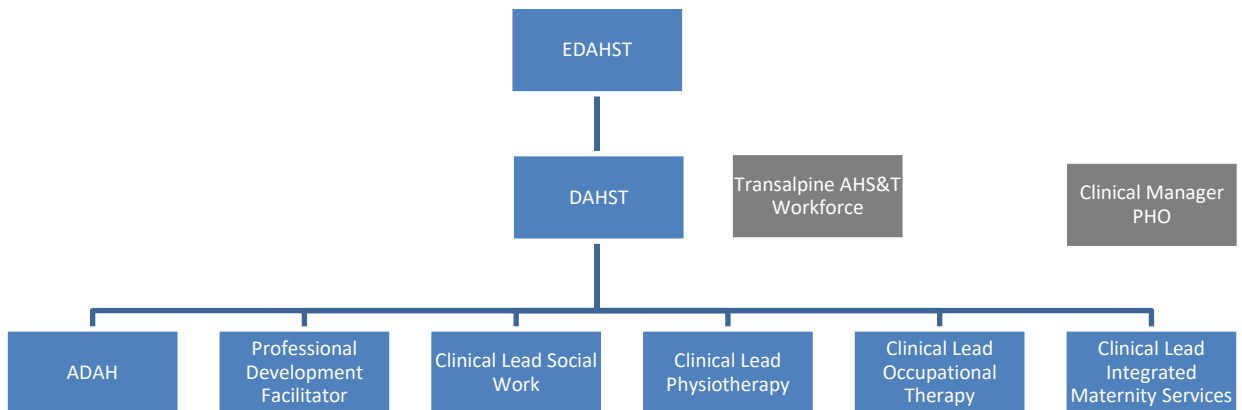 EDAHST
DAHST
Transalpine AHS&T
Workforce
Clinical Manager
PHO
ADAH
Professional
Development
Facilitator
Clinical Lead Social
Work
Clinical Lead
Physiotherapy
Clinical Lead
Occupational
Therapy
Clinical Lead
Integrated
Maternity Services